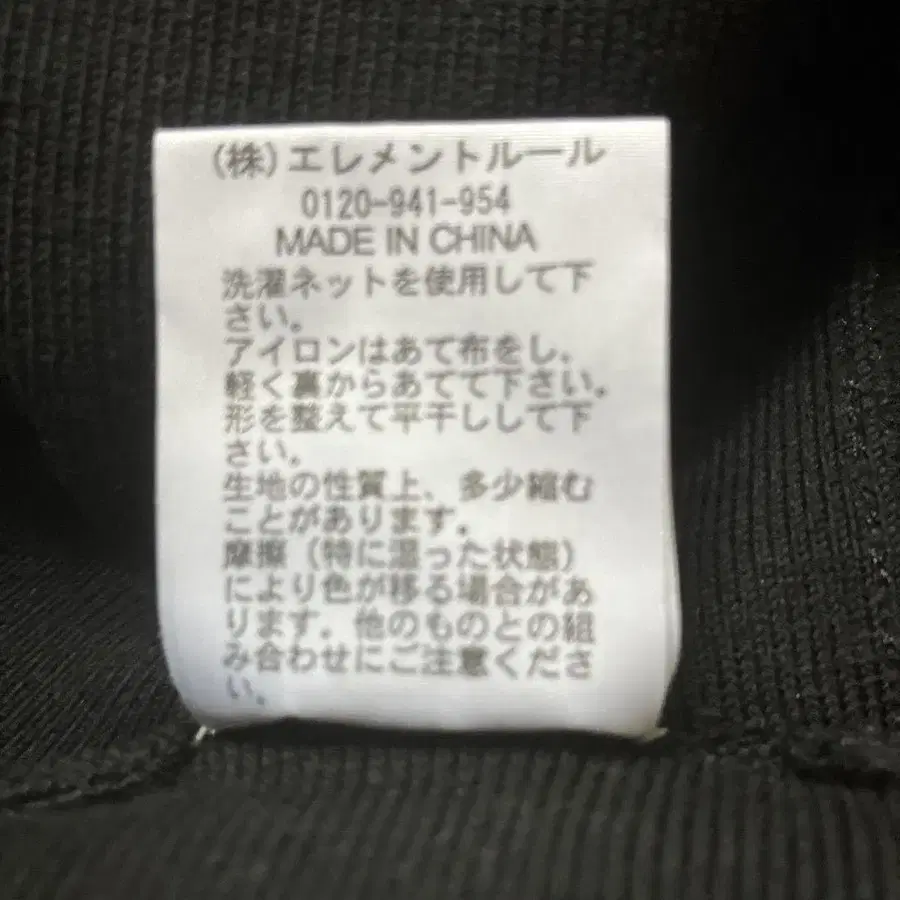 (株)エレメントルール
0120-941-954
MADE IN CHINA
洗濯ネットを使用して下
さい。
アイロンはあて布をし、
軽く裏からあてて下さい。
形を整えて平干しして下
さい。
生地の性質上、多少縮む
ことがあります。
摩擦（特に湿った状態）
により色が移る場合があ
ります。他のものとの組
み合わせにご注意くださ
い。